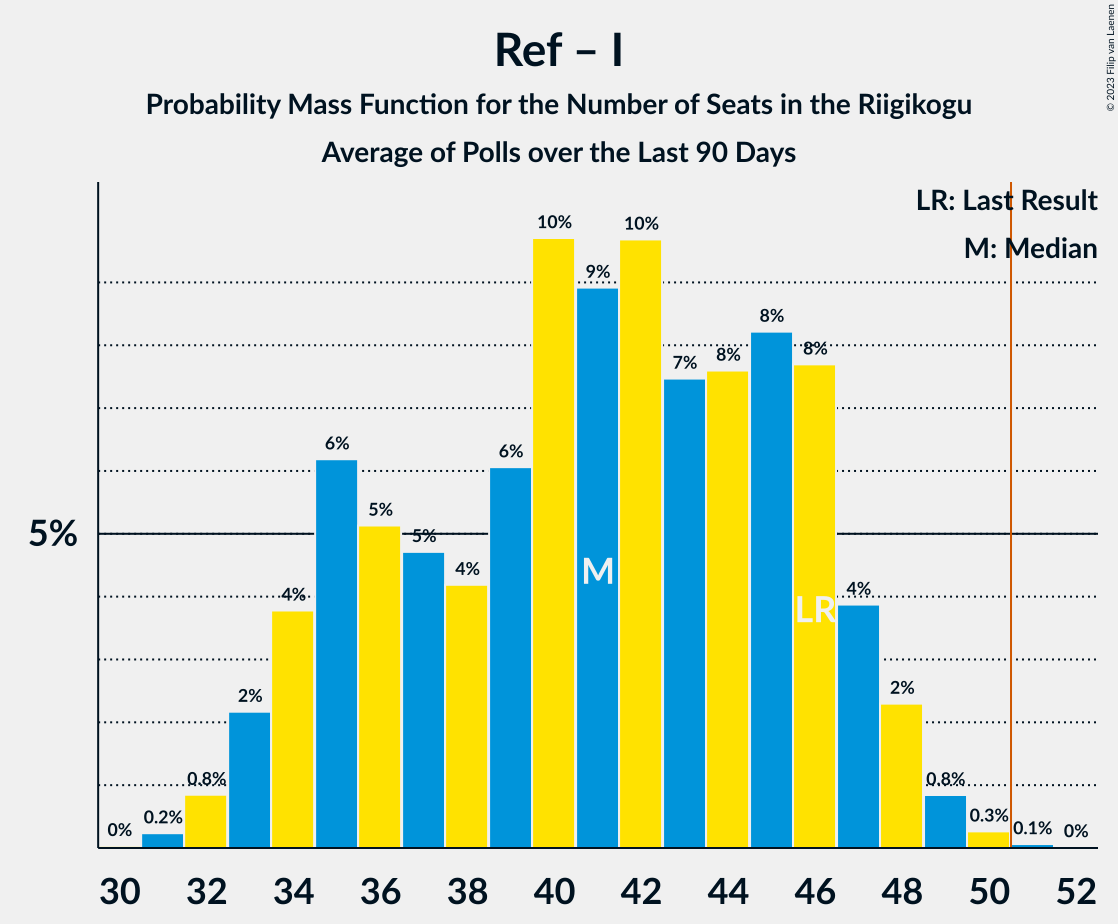 Ref – I
Probability Mass Function for the Number of Seats in the Riigikogu
Average of Polls over the Last 90 Days
© 2023 Filip van Laenen
LR: Last Result
M: Median
5%
0%
0.2%
0.8%
2%
4%
6%
5%
5%
4%
6%
10%
9%
10%
7%
8%
8%
8%
4%
2%
0.8%
0.3%
0.1%
0%
M
LR
30 32 34 36 38 40 42 44 46 48 50 52